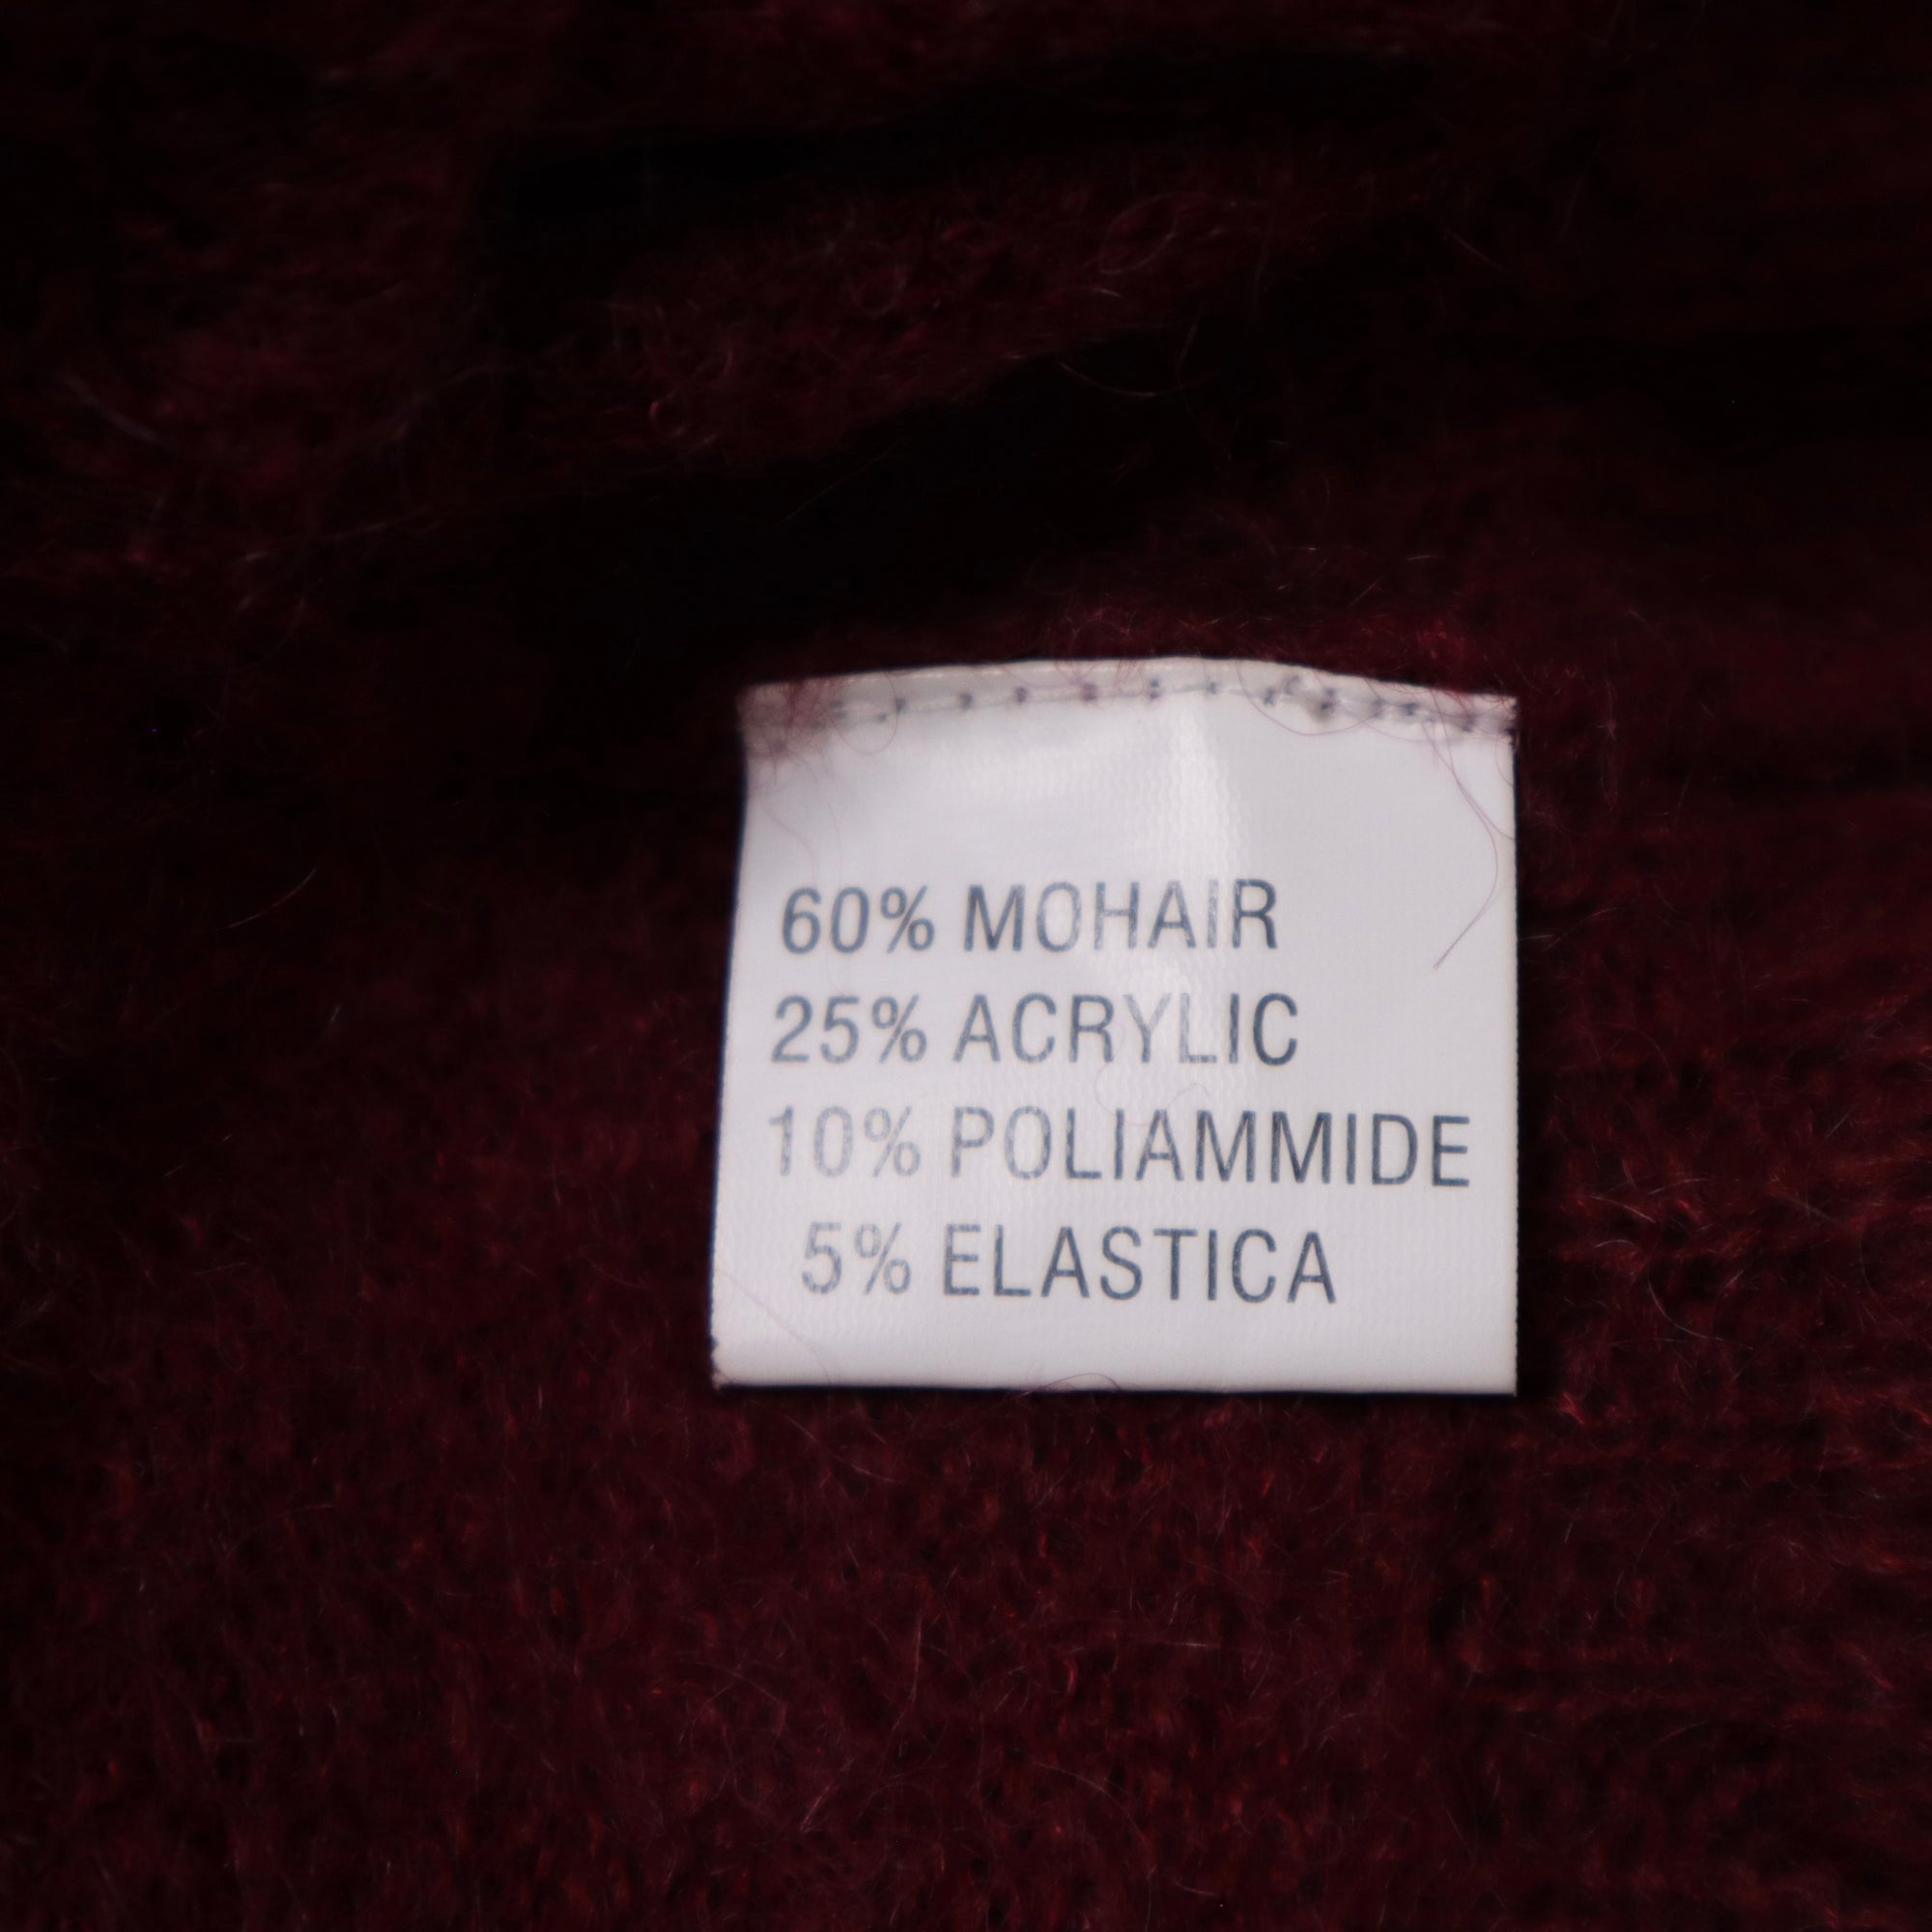 60% MOHAIR
25% ACRYLIC
10% POLIAMMIDE
5% ELASTICA